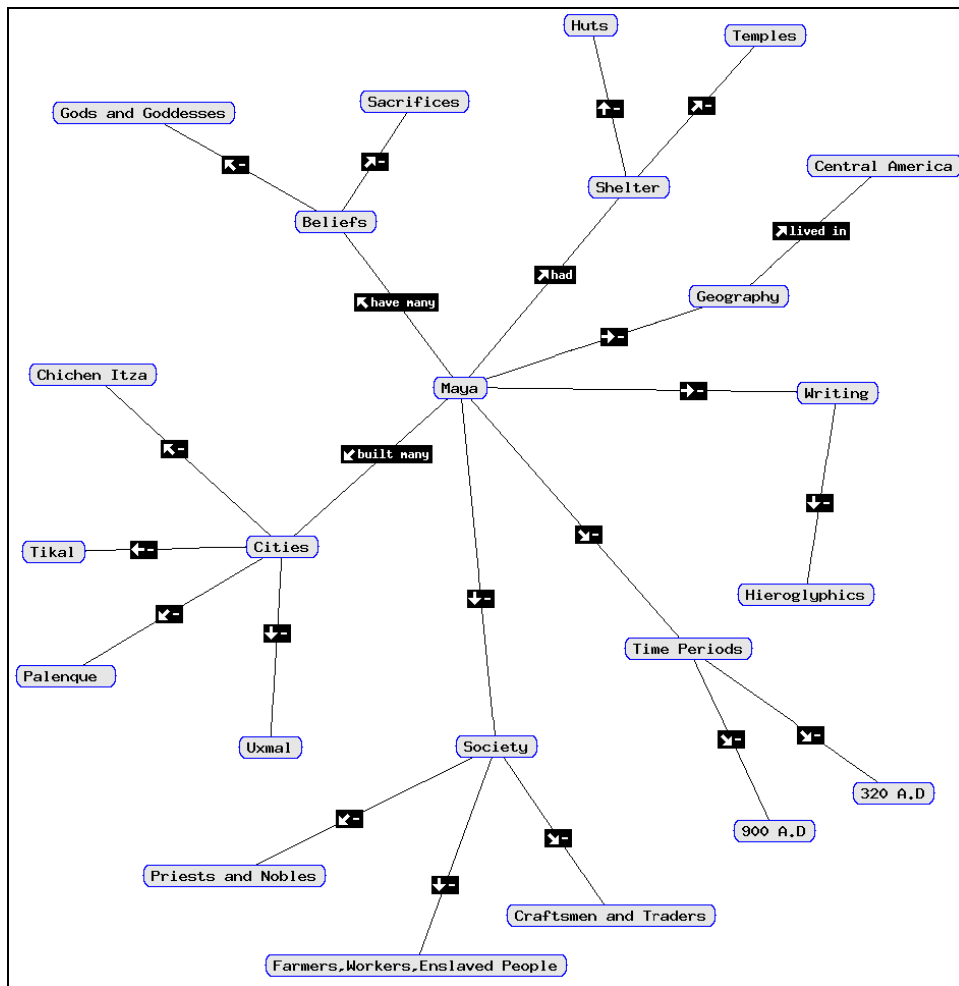 Huts
Temples
Sacrifices
Gods and Goddesses
Central America
Shelter
Beliefs
lived in
had
Geography
have many
Chichen Itza
Maya
Writing
built many
Tikal
Cities
Hieroglyphics
Time Periods
Palenque
Uxmal
Society
320 A.D
900 A.D
Priests and Nobles
Craftsmen and Traders
Farmers,Workers,Enslaved People